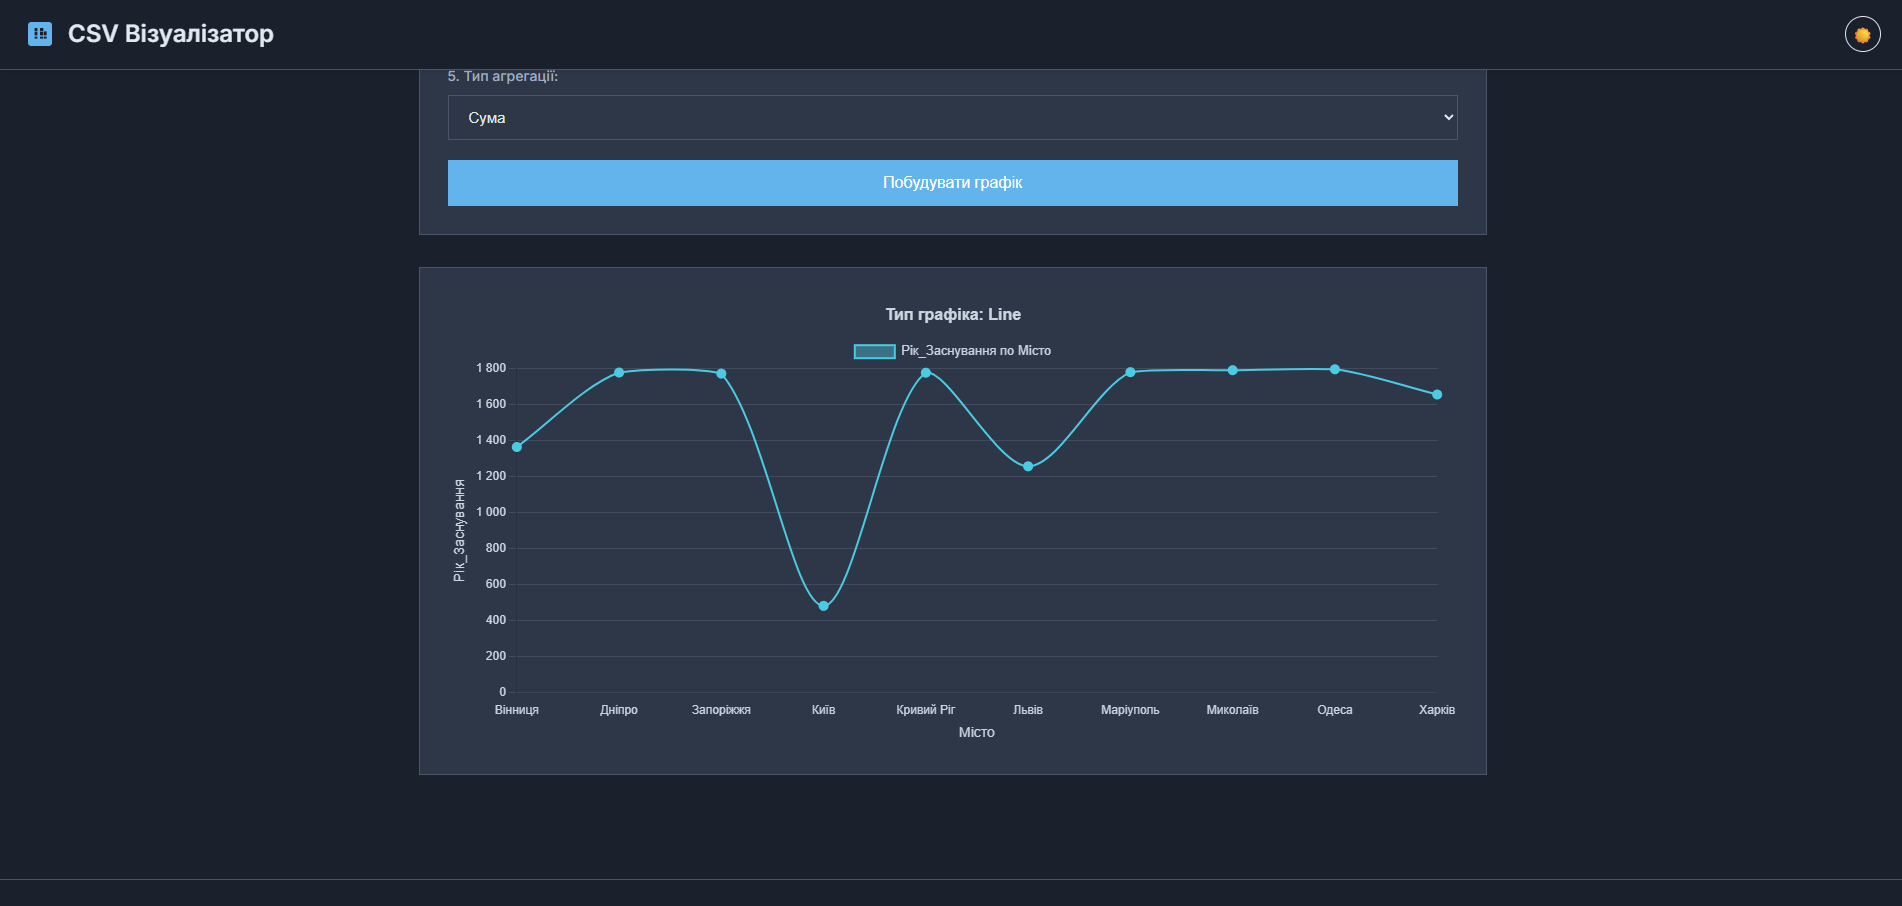 CSV Візуалізатор
5. Тип агрегації:
Сума
Побудувати графік
Тип графіка: Line
Рік_Заснування по Місто
1 800
1 600
1 400
1 200
1 000
800
600
400
200
0
Рік_Заснування
Вінниця Дніпро Запоріжжя Київ Кривий Ріг Львів Маріуполь Миколаїв Одеса Харків
Місто